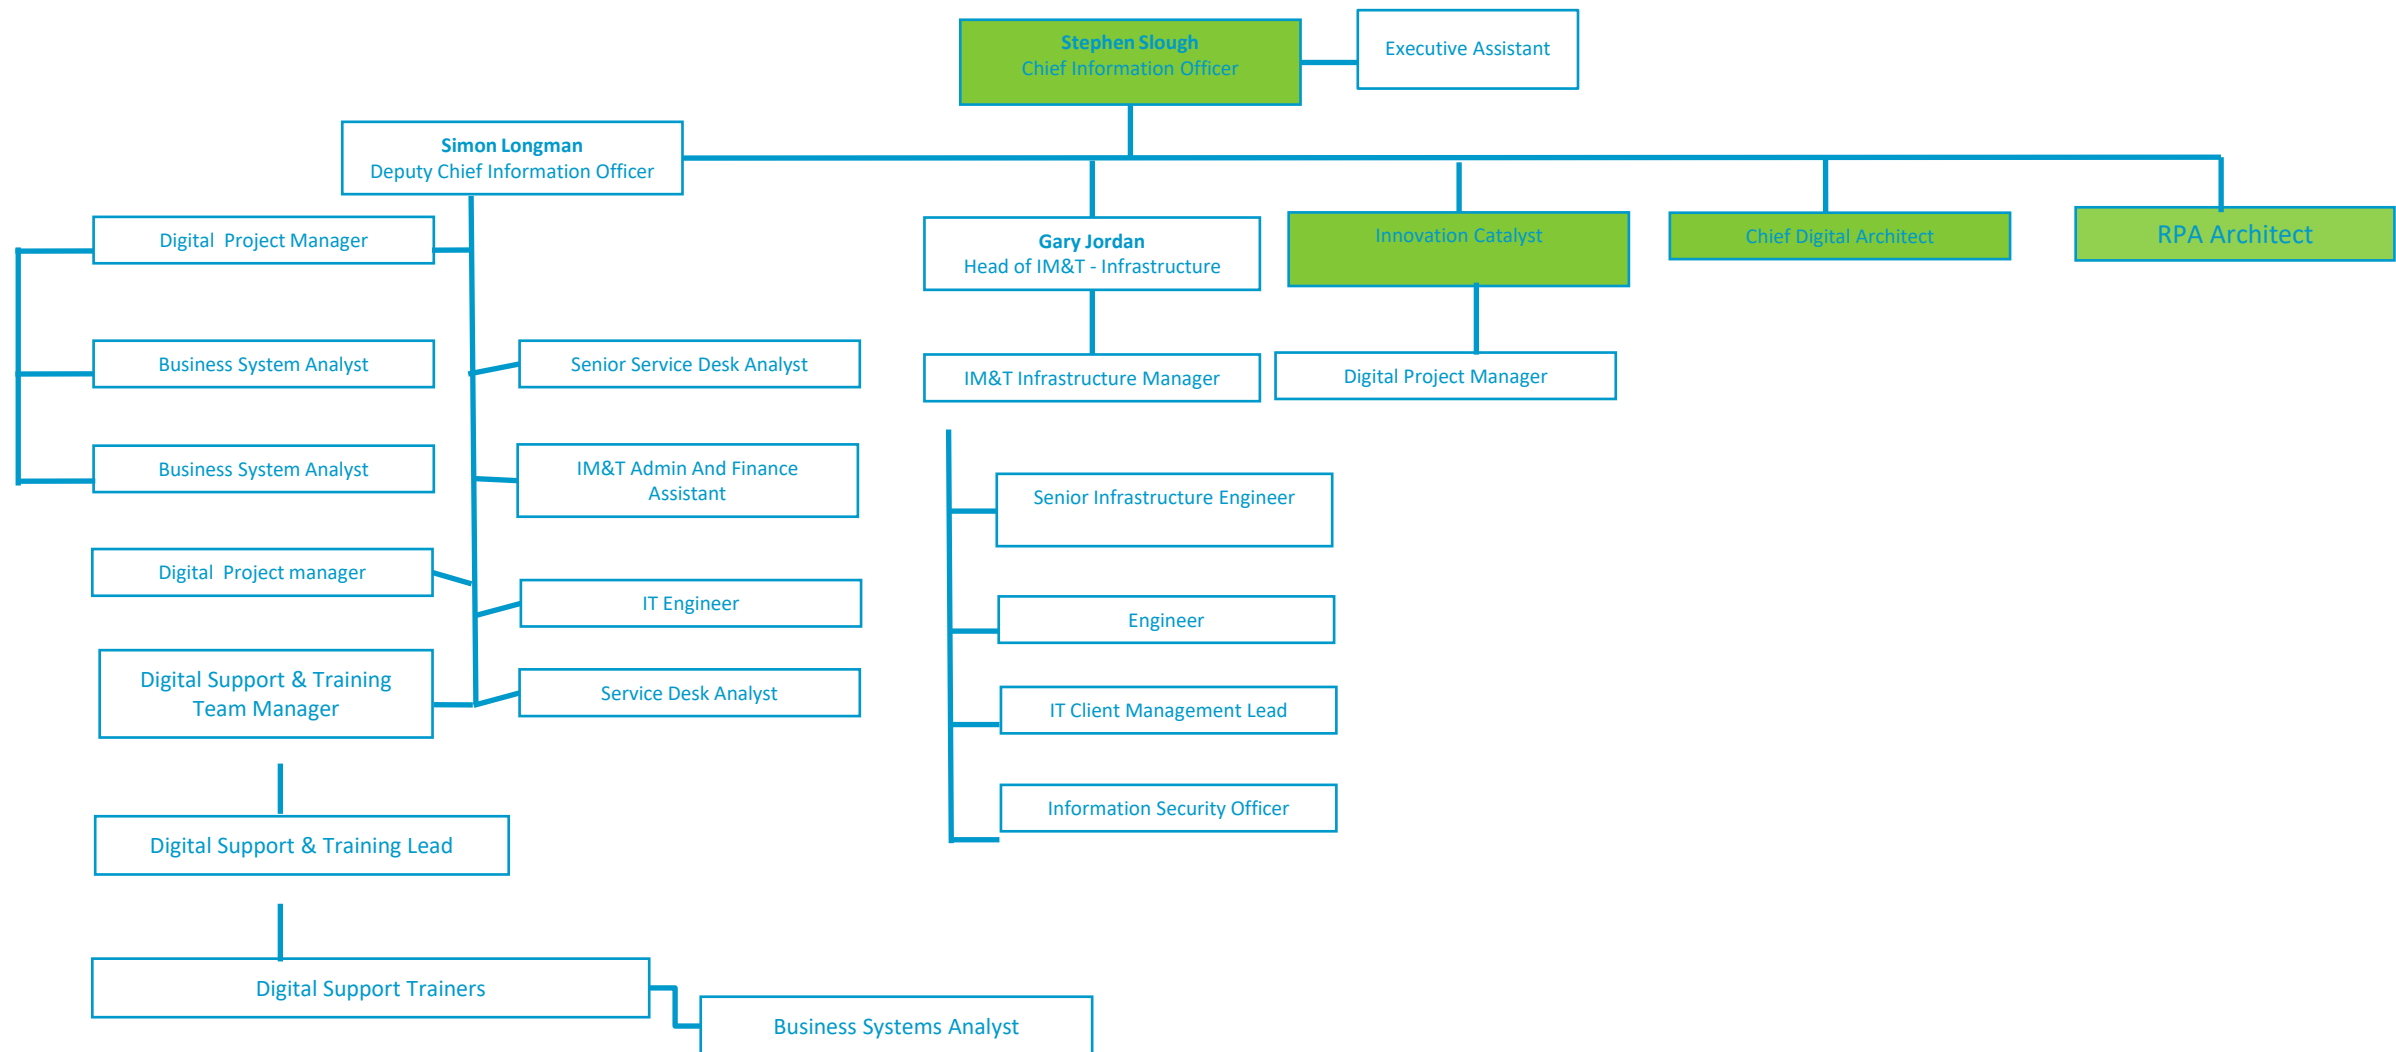 Stephen Slough
Chief Information Officer
Executive Assistant
Simon Longman
Deputy Chief Information Officer
Digital  Project Manager
Gary Jordan
Head of IM&T - Infrastructure
Innovation Catalyst
Chief Digital Architect
RPA Architect
Business System Analyst
Senior Service Desk Analyst
IM&T Infrastructure Manager
Digital Project Manager
Business System Analyst
IM&T Admin And Finance
Assistant
Senior Infrastructure Engineer
Digital  Project manager
IT Engineer
Engineer
Digital Support & Training
Team Manager
Service Desk Analyst
IT Client Management Lead
Information Security Officer
Digital Support & Training Lead
Digital Support Trainers
Business Systems Analyst